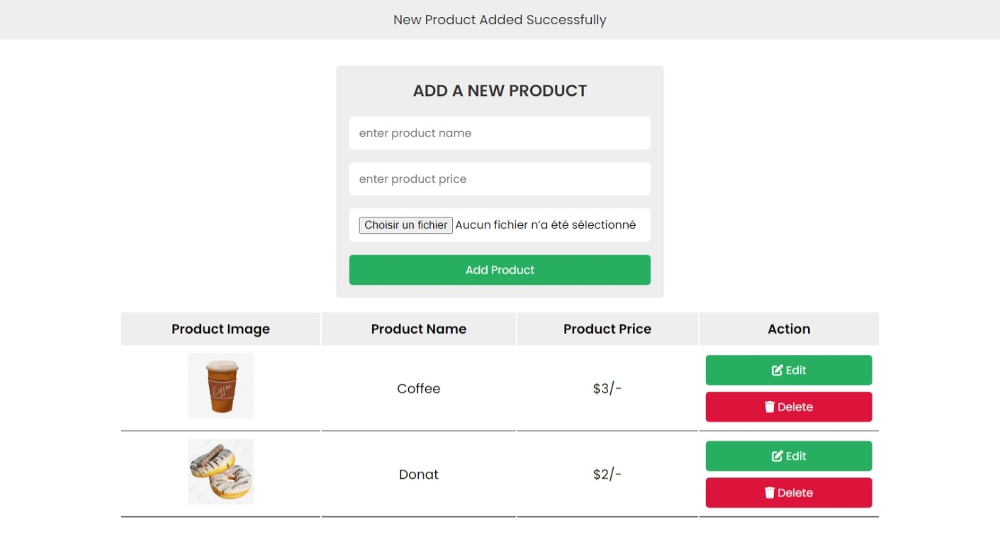 New Product Added Successfully
ADD A NEW PRODUCT
enter product name
enter product price
Choisir un fichier Aucun fichier n’a été sélectionné
Add Product
Product Image Product Name Product Price Action
Coffee
Coffee $3/-
Edit
Delete
Donat $2/-
Edit
Delete